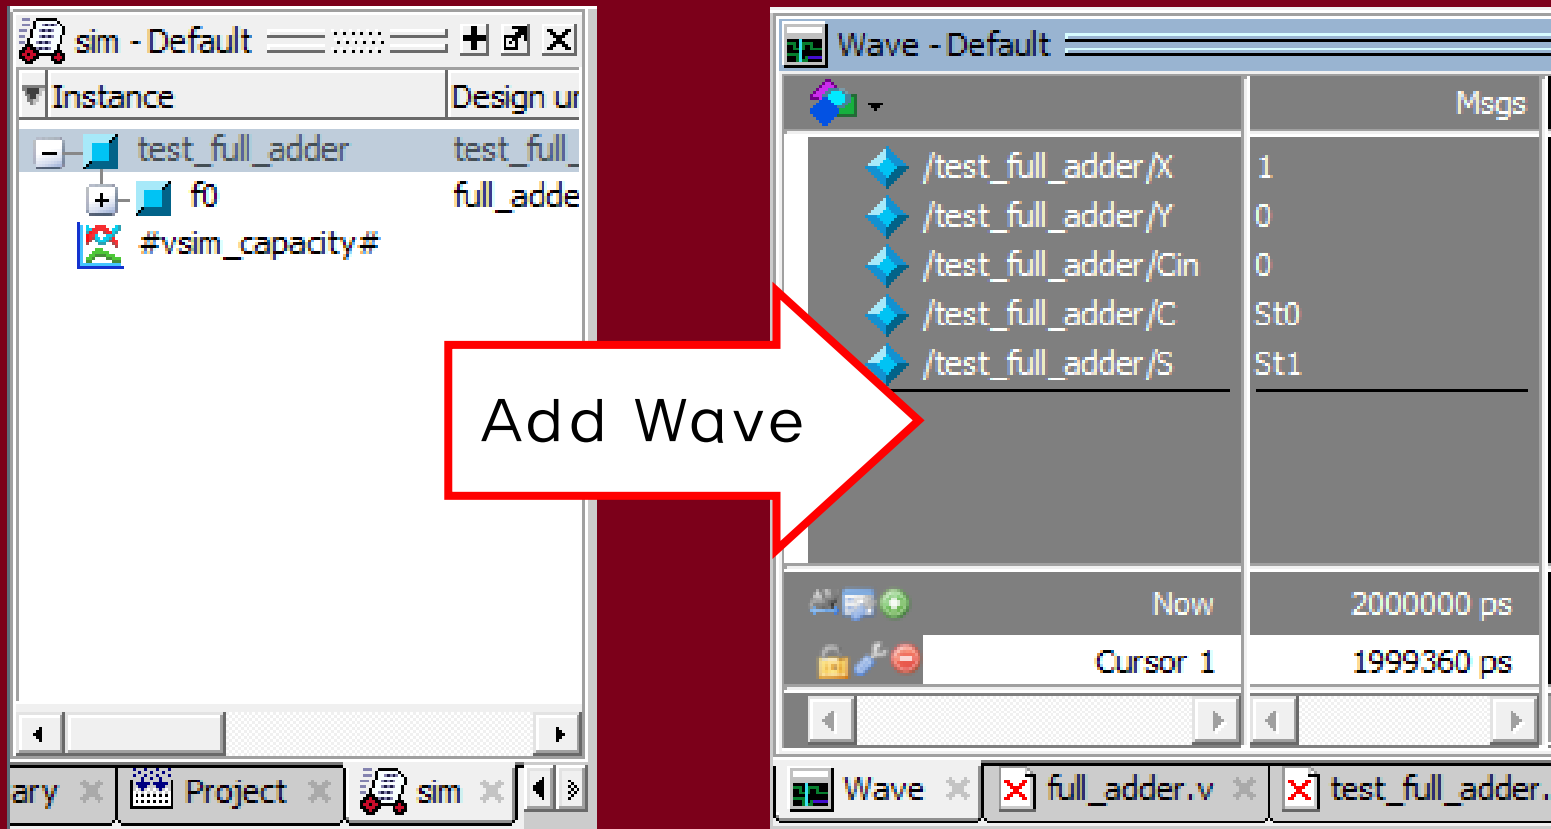 sim - Default
Instance Design ur
test_full_adder test_full_
f0 full_adde
#vsim_capacity#
ary Project sim
Add Wave
Wave - Default
Msgs
/test_full_adder/X 1
/test_full_adder/Y 0
/test_full_adder/Cin 0
/test_full_adder/C St0
/test_full_adder/S St1
Now 2000000 ps
Cursor 1 1999360 ps
Wave full_adder.v test_full_adder.